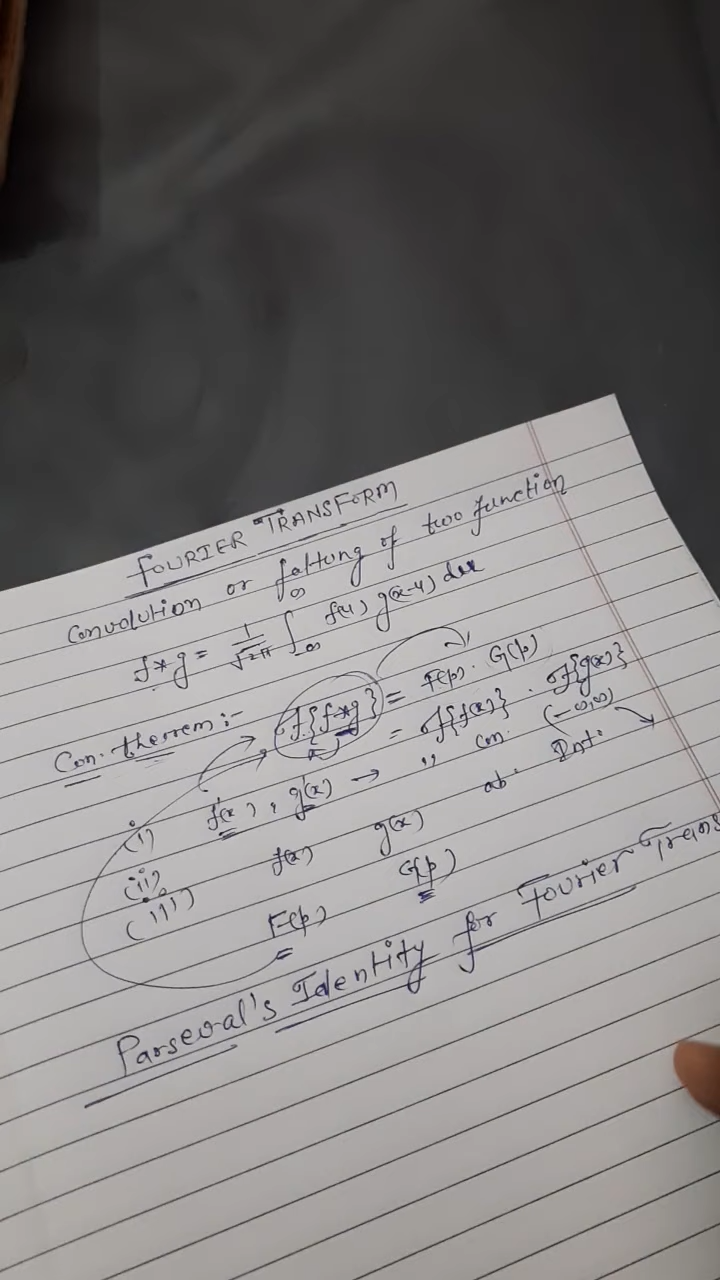 FOURIER TRANSFORM
Convolution or faltung of two function
f*g = 1/√2π ∫_-∞^∞ f(u) g(x-u) du
Con. therem:- F{f*g} = F(p). G(p)
= F{f(x)} . F{g(x)}
(i) f(x), g(x) → ,, con. (-∞,∞)
(ii) f(x) g(x) ab. Int.
(iii) F(p) G(p)
Parseval's Identity for Fourier Trans